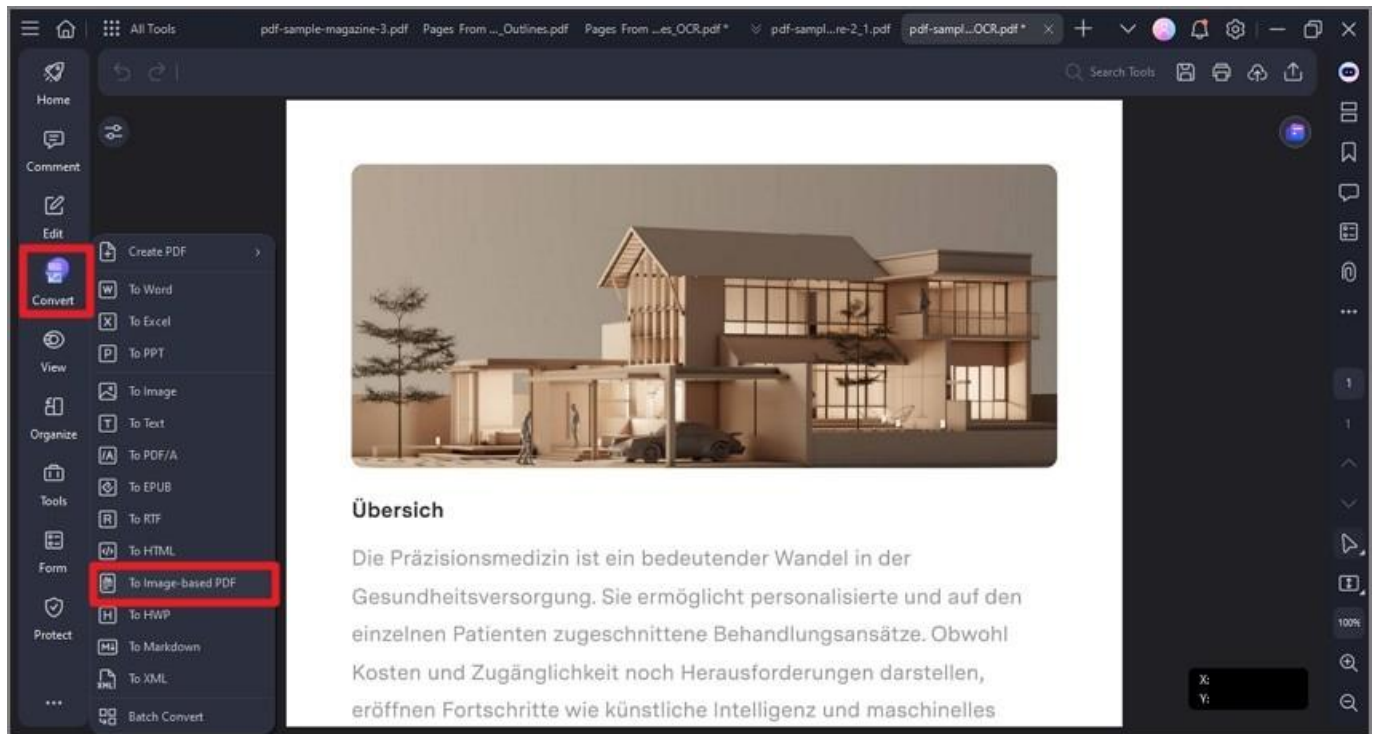 All Tools
pdf-sample-magazine-3.pdf
Pages From ..._Outlines.pdf
Pages From ...es_OCR.pdf *
pdf-sampl...re-2_1.pdf
pdf-sampl...OCR.pdf *
Search Tools
Home
Comment
Edit
Convert
View
Organize
Tools
Form
Protect
Create PDF
To Word
To Excel
To PPT
To Image
To Text
To PDF/A
To EPUB
To RTF
To HTML
To Image-based PDF
To HWP
To Markdown
To XML
Batch Convert
Übersich
Die Präzisionsmedizin ist ein bedeutender Wandel in der
Gesundheitsversorgung. Sie ermöglicht personalisierte und auf den
einzelnen Patienten zugeschnittene Behandlungsansätze. Obwohl
Kosten und Zugänglichkeit noch Herausforderungen darstellen,
eröffnen Fortschritte wie künstliche Intelligenz und maschinelles
1
1
100%
X:
Y: